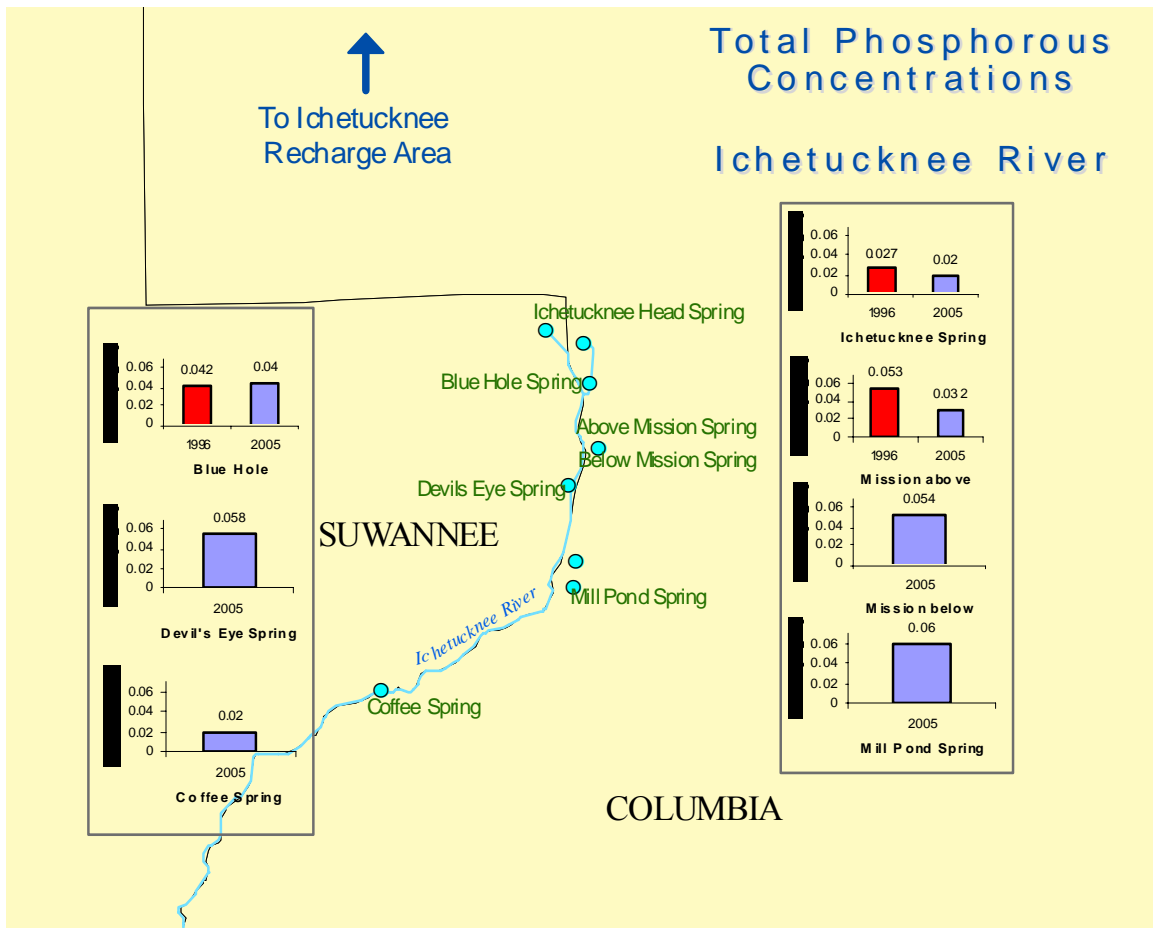 Total Phosphorous
Concentrations
Ichetucknee River
To Ichetucknee
Recharge Area
0.06
0.04
0.02
0
0.042
0.04
1996
2005
Blue Hole
0.06
0.04
0.02
0
0.058
2005
Devil's Eye Spring
0.06
0.04
0.02
0
0.02
2005
Coffee Spring
Ichetucknee Head Spring
Blue Hole Spring
Above Mission Spring
Below Mission Spring
Devils Eye Spring
SUWANNEE
Mill Pond Spring
Ichetucknee River
Coffee Spring
COLUMBIA
0.06
0.04
0.02
0
0.027
0.02
1996
2005
Ichetucknee Spring
0.06
0.04
0.02
0
0.053
0.032
1996
2005
Mission above
0.06
0.04
0.02
0
0.054
2005
Mission below
0.06
0.04
0.02
0
0.06
2005
Mill Pond Spring